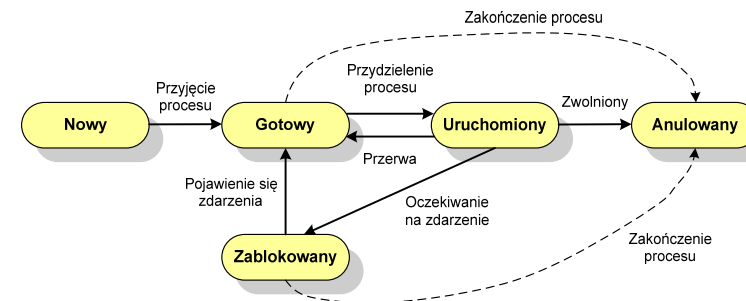 Zakończenie procesu
Przyjęcie
procesu
Przydzielenie
procesu
Zwolniony
Nowy
Gotowy
Uruchomiony
Anulowany
Przerwa
Pojawienie się
zdarzenia
Oczekiwanie
na zdarzenie
Zablokowany
Zakończenie
procesu